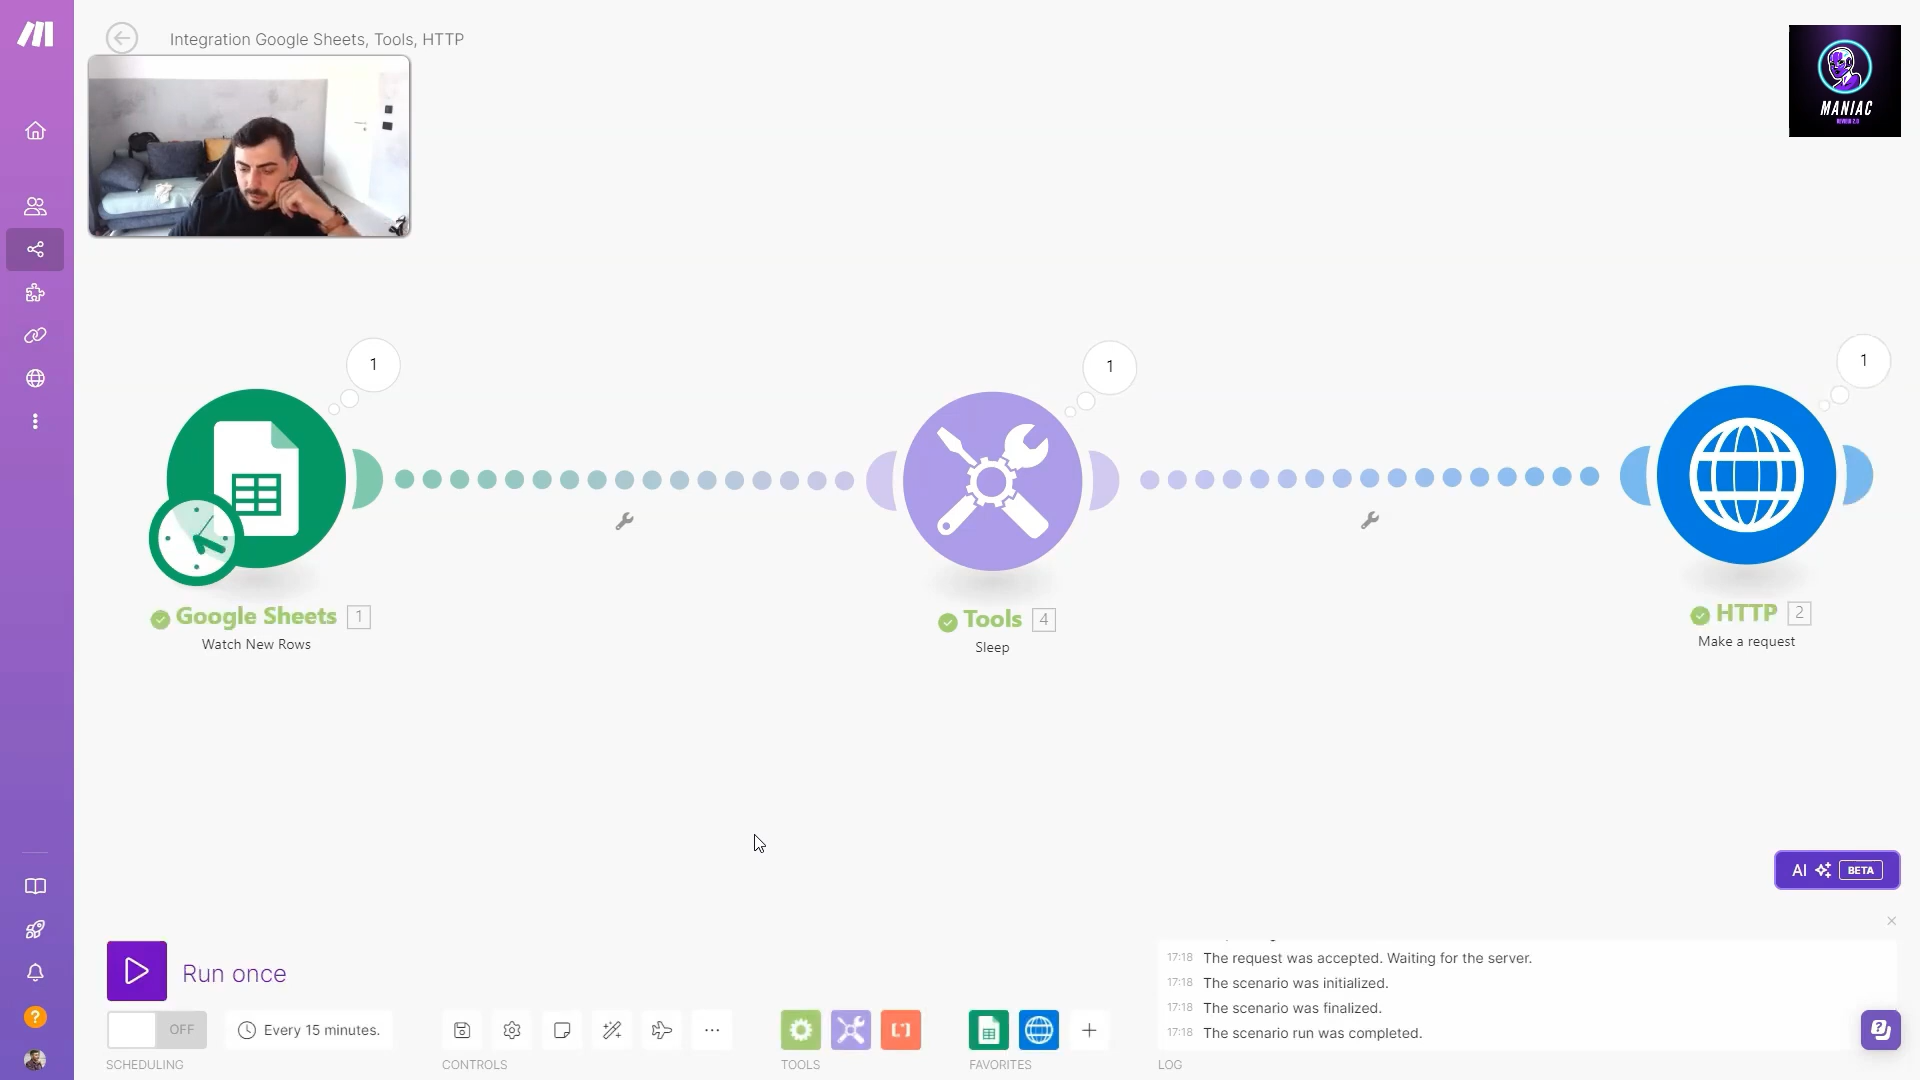 Integration Google Sheets, Tools, HTTP
MANIAC
1
1
1
Google Sheets 1
Watch New Rows
Tools 4
Sleep
HTTP 2
Make a request
AI BETA
Run once
17:18 The request was accepted. Waiting for the server.
17:18 The scenario was initialized.
17:18 The scenario was finalized.
17:18 The scenario run was completed.
OFF
Every 15 minutes.
SCHEDULING
CONTROLS
TOOLS
FAVORITES
LOG